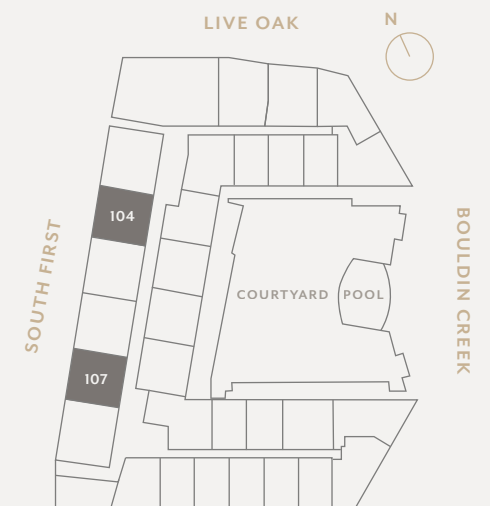 LIVE OAK
N
104
SOUTH FIRST
BOULDIN CREEK
COURTYARD
POOL
107